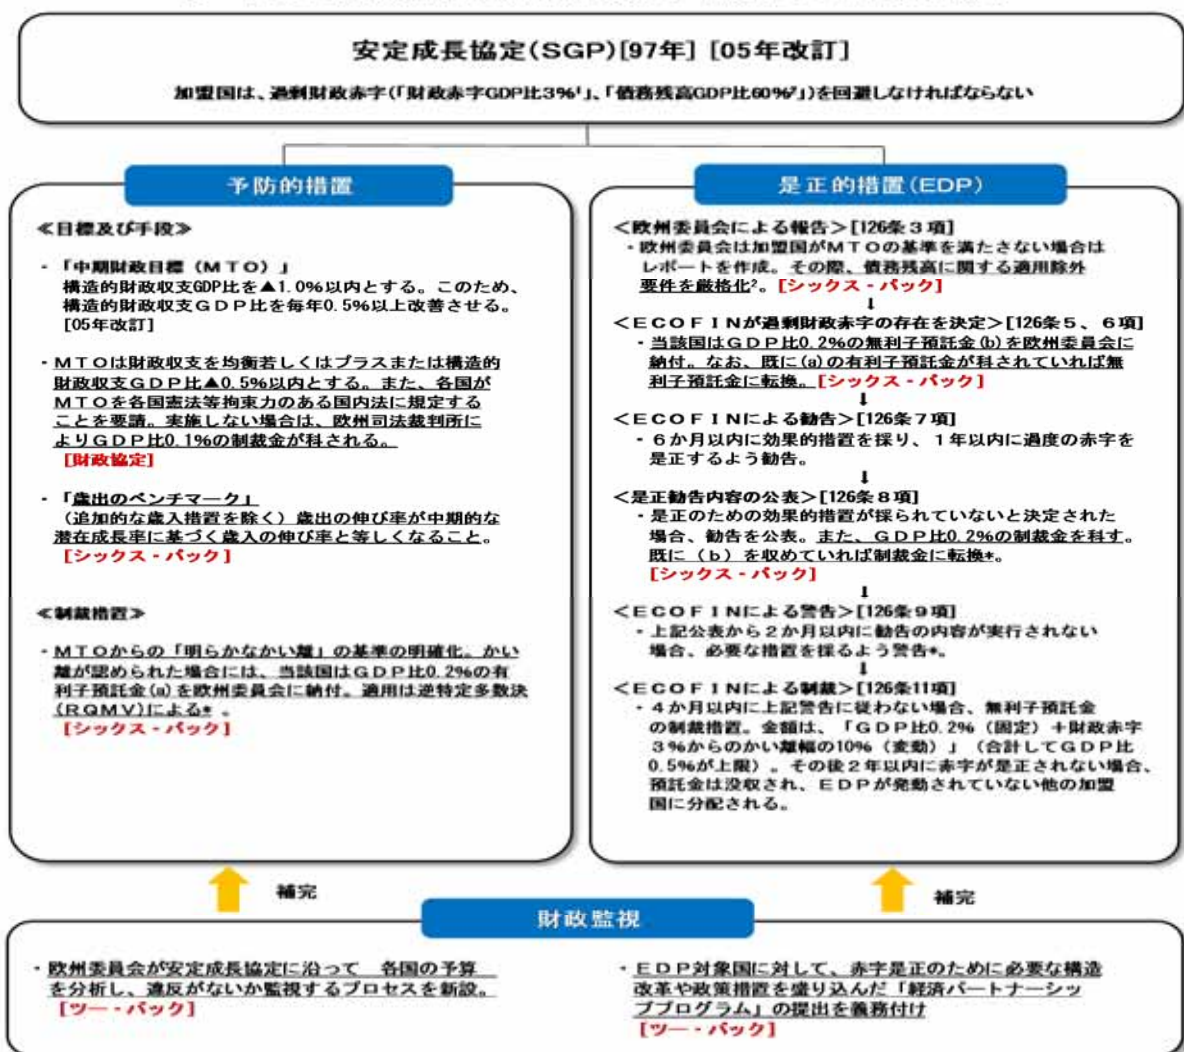 安定成長協定(SGP)[97年] [05年改訂]
加盟国は、過剰財政赤字(「財政赤字GDP比3%¹」、「債務残高GDP比60%²」)を回避しなければならない
予防的措置
≪目標及び手段≫
・「中期財政目標(MTO)」
構造的財政収支GDP比を▲1.0%以内とする。このため、
構造的財政収支GDP比を毎年0.5%以上改善させる。
[05年改訂]
・MTOは財政収支を均衡若しくはプラスまたは構造的
財政収支GDP比▲0.5%以内とする。また、各国が
MTOを各国憲法等拘束力のある国内法に規定する
ことを要請。実施しない場合は、欧州司法裁判所に
よりGDP比0.1%の制裁金が科される。
[財政協定]
・「歳出のベンチマーク」
(追加的な歳入措置を除く)歳出の伸び率が中期的な
潜在成長率に基づく歳入の伸び率と等しくなること。
[シックス・パック]
≪制裁措置≫
・MTOからの「明らかなかい離」の基準の明確化。かい
離が認められた場合には、当該国はGDP比0.2%の有
利子預託金(a)を欧州委員会に納付。適用は逆特定多数決
(RQMV)による*。
[シックス・パック]
是正的措置(EDP)
<欧州委員会による報告>[126条3項]
・欧州委員会は加盟国がMTOの基準を満たさない場合は
レポートを作成。その際、債務残高に関する適用除外
要件を厳格化²。[シックス・パック]
↓
<ECOFINが過剰財政赤字の存在を決定>[126条5、6項]
・当該国はGDP比0.2%の無利子預託金(b)を欧州委員会に
納付。なお、既に(a)の有利子預託金が科されていれば無
利子預託金に転換。[シックス・パック]
↓
<ECOFINによる勧告>[126条7項]
・6か月以内に効果的措置を採り、1年以内に過度の赤字を
是正するよう勧告。
↓
<是正勧告内容の公表>[126条8項]
・是正のための効果的措置が採られていないと決定された
場合、勧告を公表。また、GDP比0.2%の制裁金を科す。
既に(b)を収めていれば制裁金に転換*。
[シックス・パック]
↓
<ECOFINによる警告>[126条9項]
・上記公表から2か月以内に勧告の内容が実行されない
場合、必要な措置を採るよう警告*。
↓
<ECOFINによる制裁>[126条11項]
・4か月以内に上記警告に従わない場合、無利子預託金
の制裁措置。金額は、「GDP比0.2%(固定)+財政赤字
3%からのかい離幅の10%(変動)」(合計してGDP比
0.5%が上限)。その後2年以内に赤字が是正されない場合、
預託金は没収され、EDPが発動されていない他の加盟
国に分配される。
補完
補完
財政監視
・欧州委員会が安定成長協定に沿って 各国の予算
を分析し、違反がないか監視するプロセスを新設。
[ツー・パック]
・EDP対象国に対して、赤字是正のために必要な構造
改革や政策措置を盛り込んだ「経済パートナーシッ
ププログラム」の提出を義務付け
[ツー・パック]